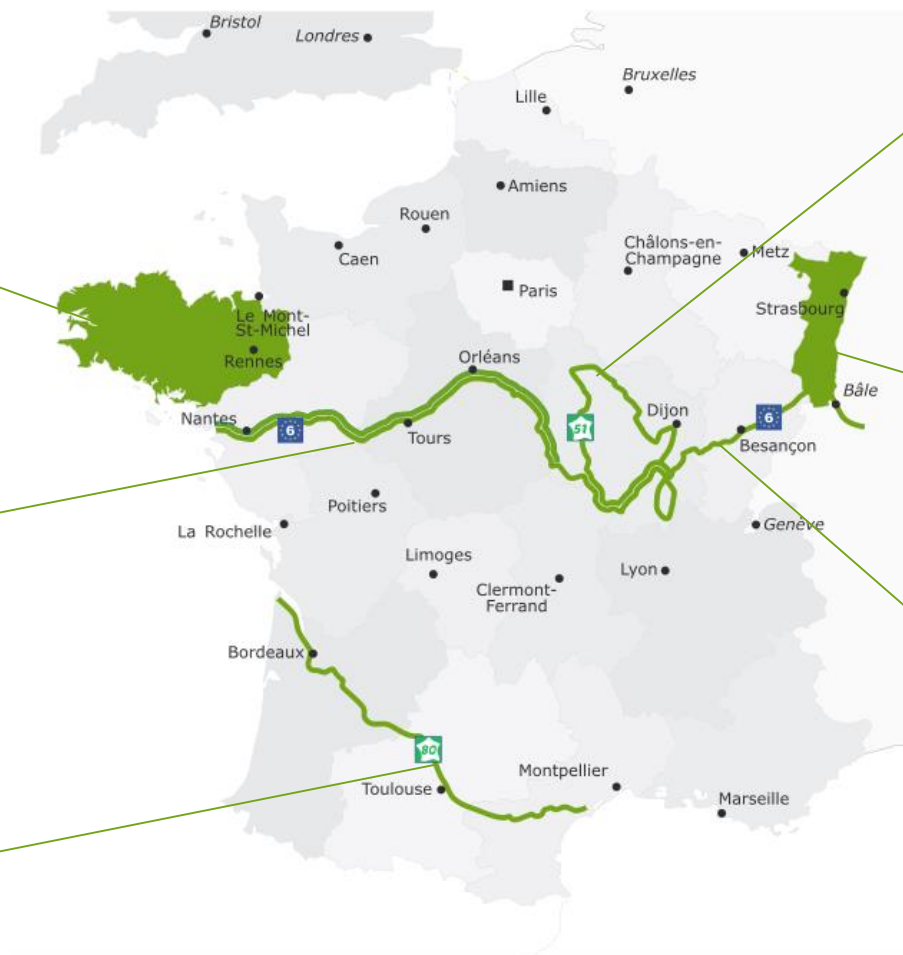 Bristol
Londres
Bruxelles
Lille
Amiens
Rouen
Caen
Châlons-en-
Champagne
Metz
Paris
Strasbourg
Le Mont-
St-Michel
Rennes
Orléans
Bâle
Nantes
6
Tours
51
Dijon
6
Besançon
Poitiers
La Rochelle
Genève
Limoges
Clermont-
Ferrand
Lyon
Bordeaux
80
Toulouse
Montpellier
Marseille